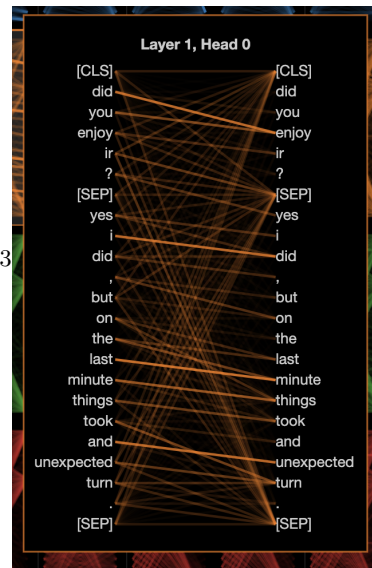 Layer 1, Head 0
[CLS] [CLS]
did did
you you
enjoy enjoy
ir ir
? ?
[SEP] [SEP]
yes yes
i i
did did
3
, ,
but but
on on
the the
last last
minute minute
things things
took took
and and
unexpected unexpected
turn turn
. .
[SEP] [SEP]